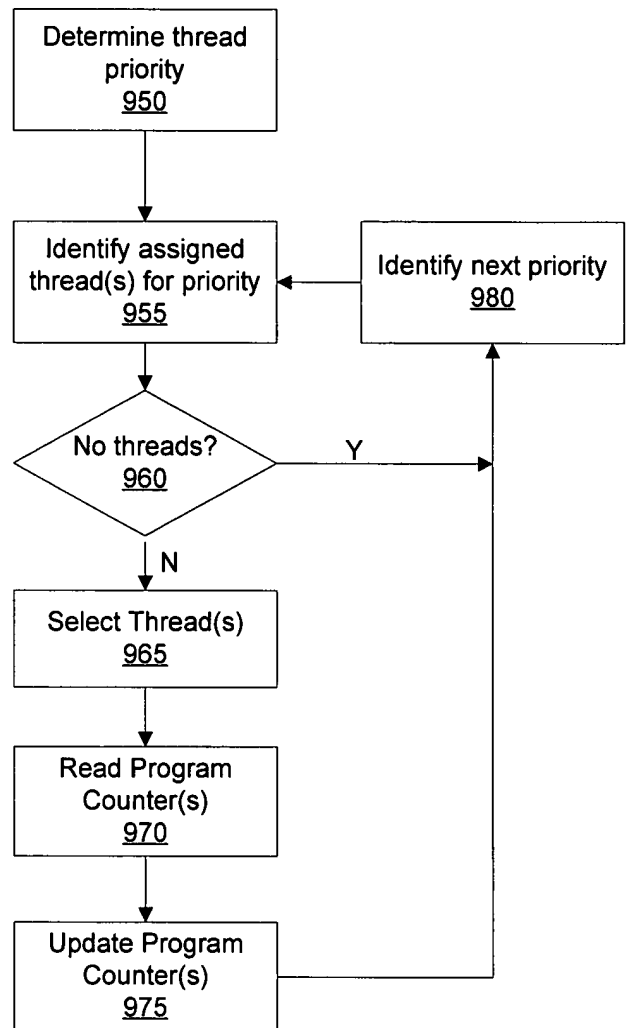 Determine thread
priority
950
Identify assigned
thread(s) for priority
955
Identify next priority
980
No threads?
960
Y
N
Select Thread(s)
965
Read Program
Counter(s)
970
Update Program
Counter(s)
975